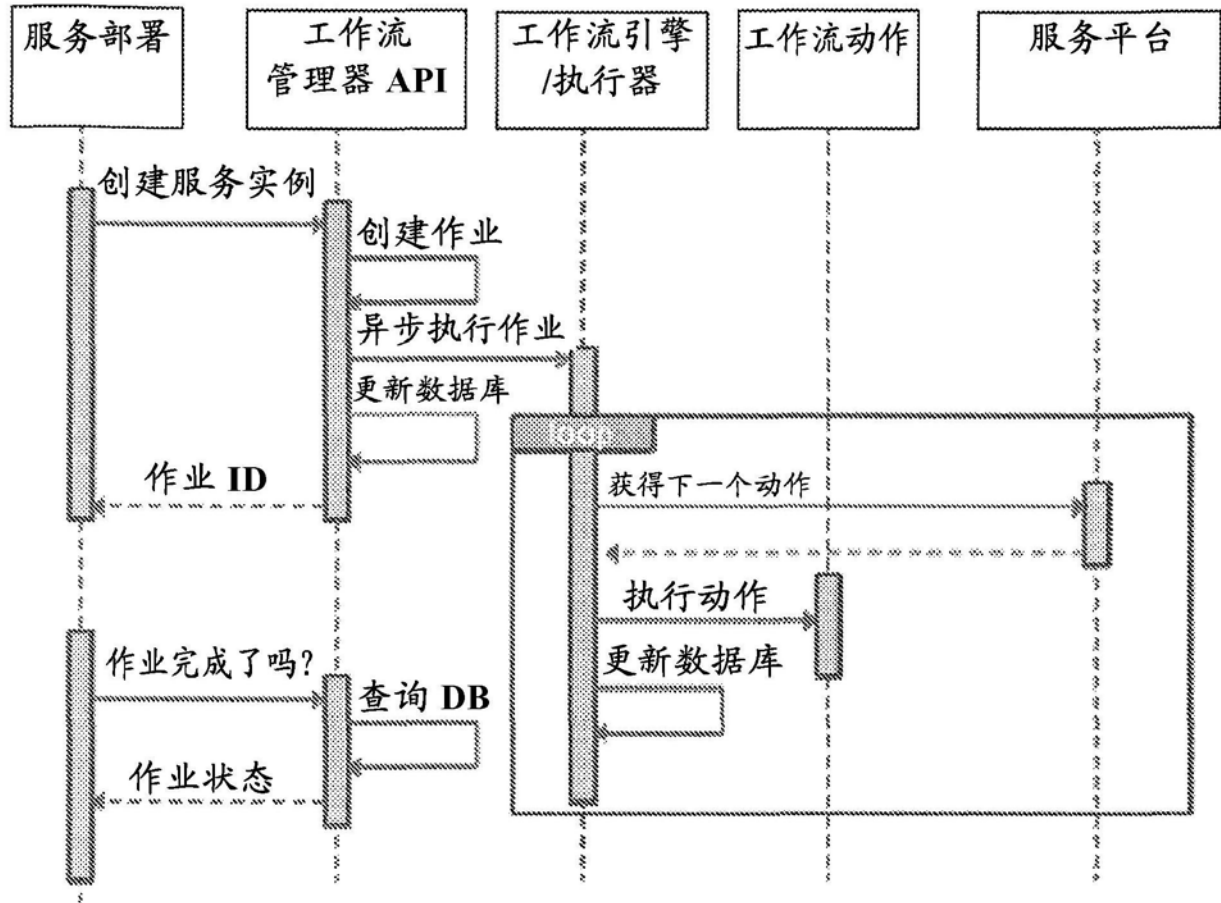 服务部署
工作流
管理器 API
工作流引擎
/执行器
工作流动作
服务平台
创建服务实例
创建作业
异步执行作业
更新数据库
loop
作业 ID
获得下一个动作
执行动作
更新数据库
作业完成了吗?
查询 DB
作业状态